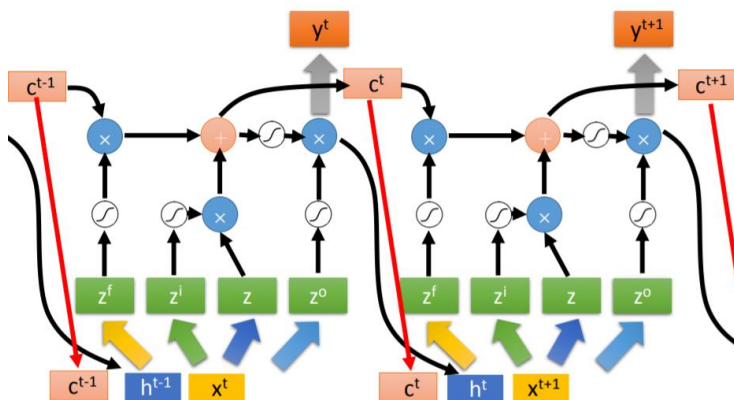 yᵗ yᵗ⁺¹
cᵗ⁻¹ cᵗ cᵗ⁺¹
× + × × + ×
× ×
zᶠ zⁱ z zᵒ zᶠ zⁱ z zᵒ
cᵗ⁻¹ hᵗ⁻¹ xᵗ cᵗ hᵗ xᵗ⁺¹